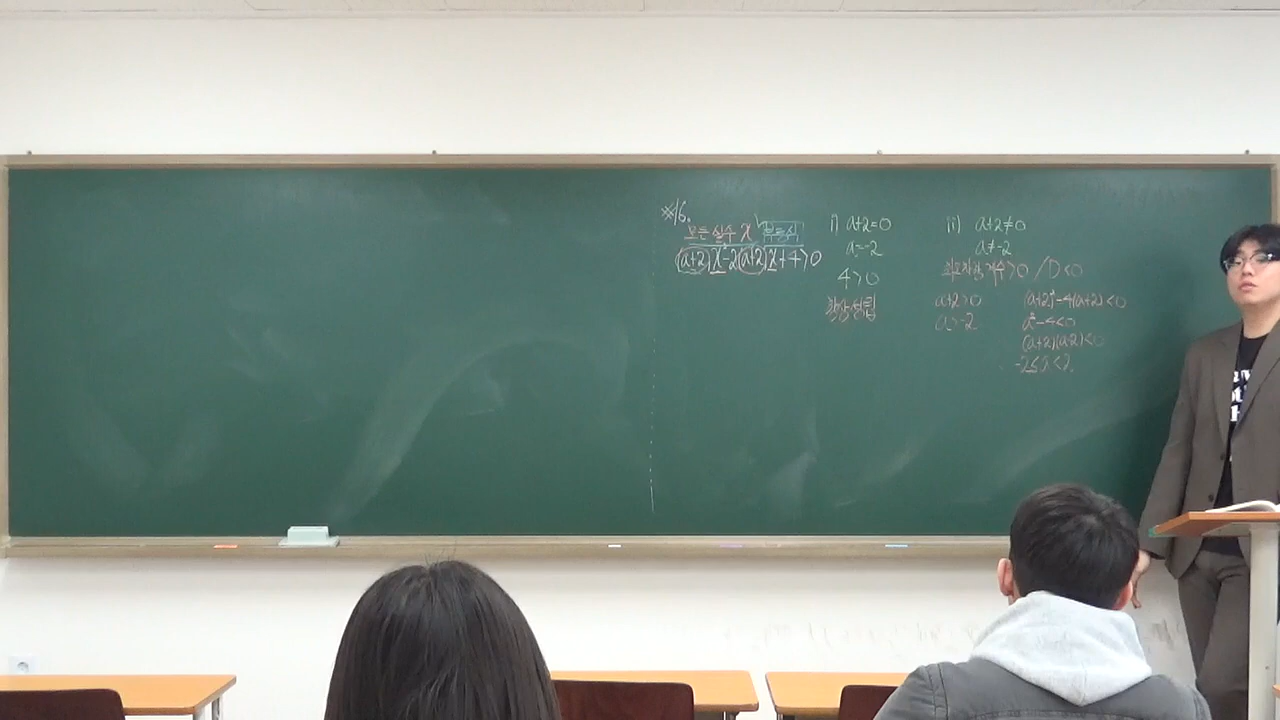 ※16.
모든 실수 x 부등식
(a+2)x²-2(a+2)x+4>0
i) a+2=0
a=-2
4>0
항상 성립
ii) a+2≠0
a≠-2
최고차항 계수>0 / D<0
a+2>0
a>-2
(a+2)²-4(a+2)<0
a²-4<0
(a+2)(a-2)<0